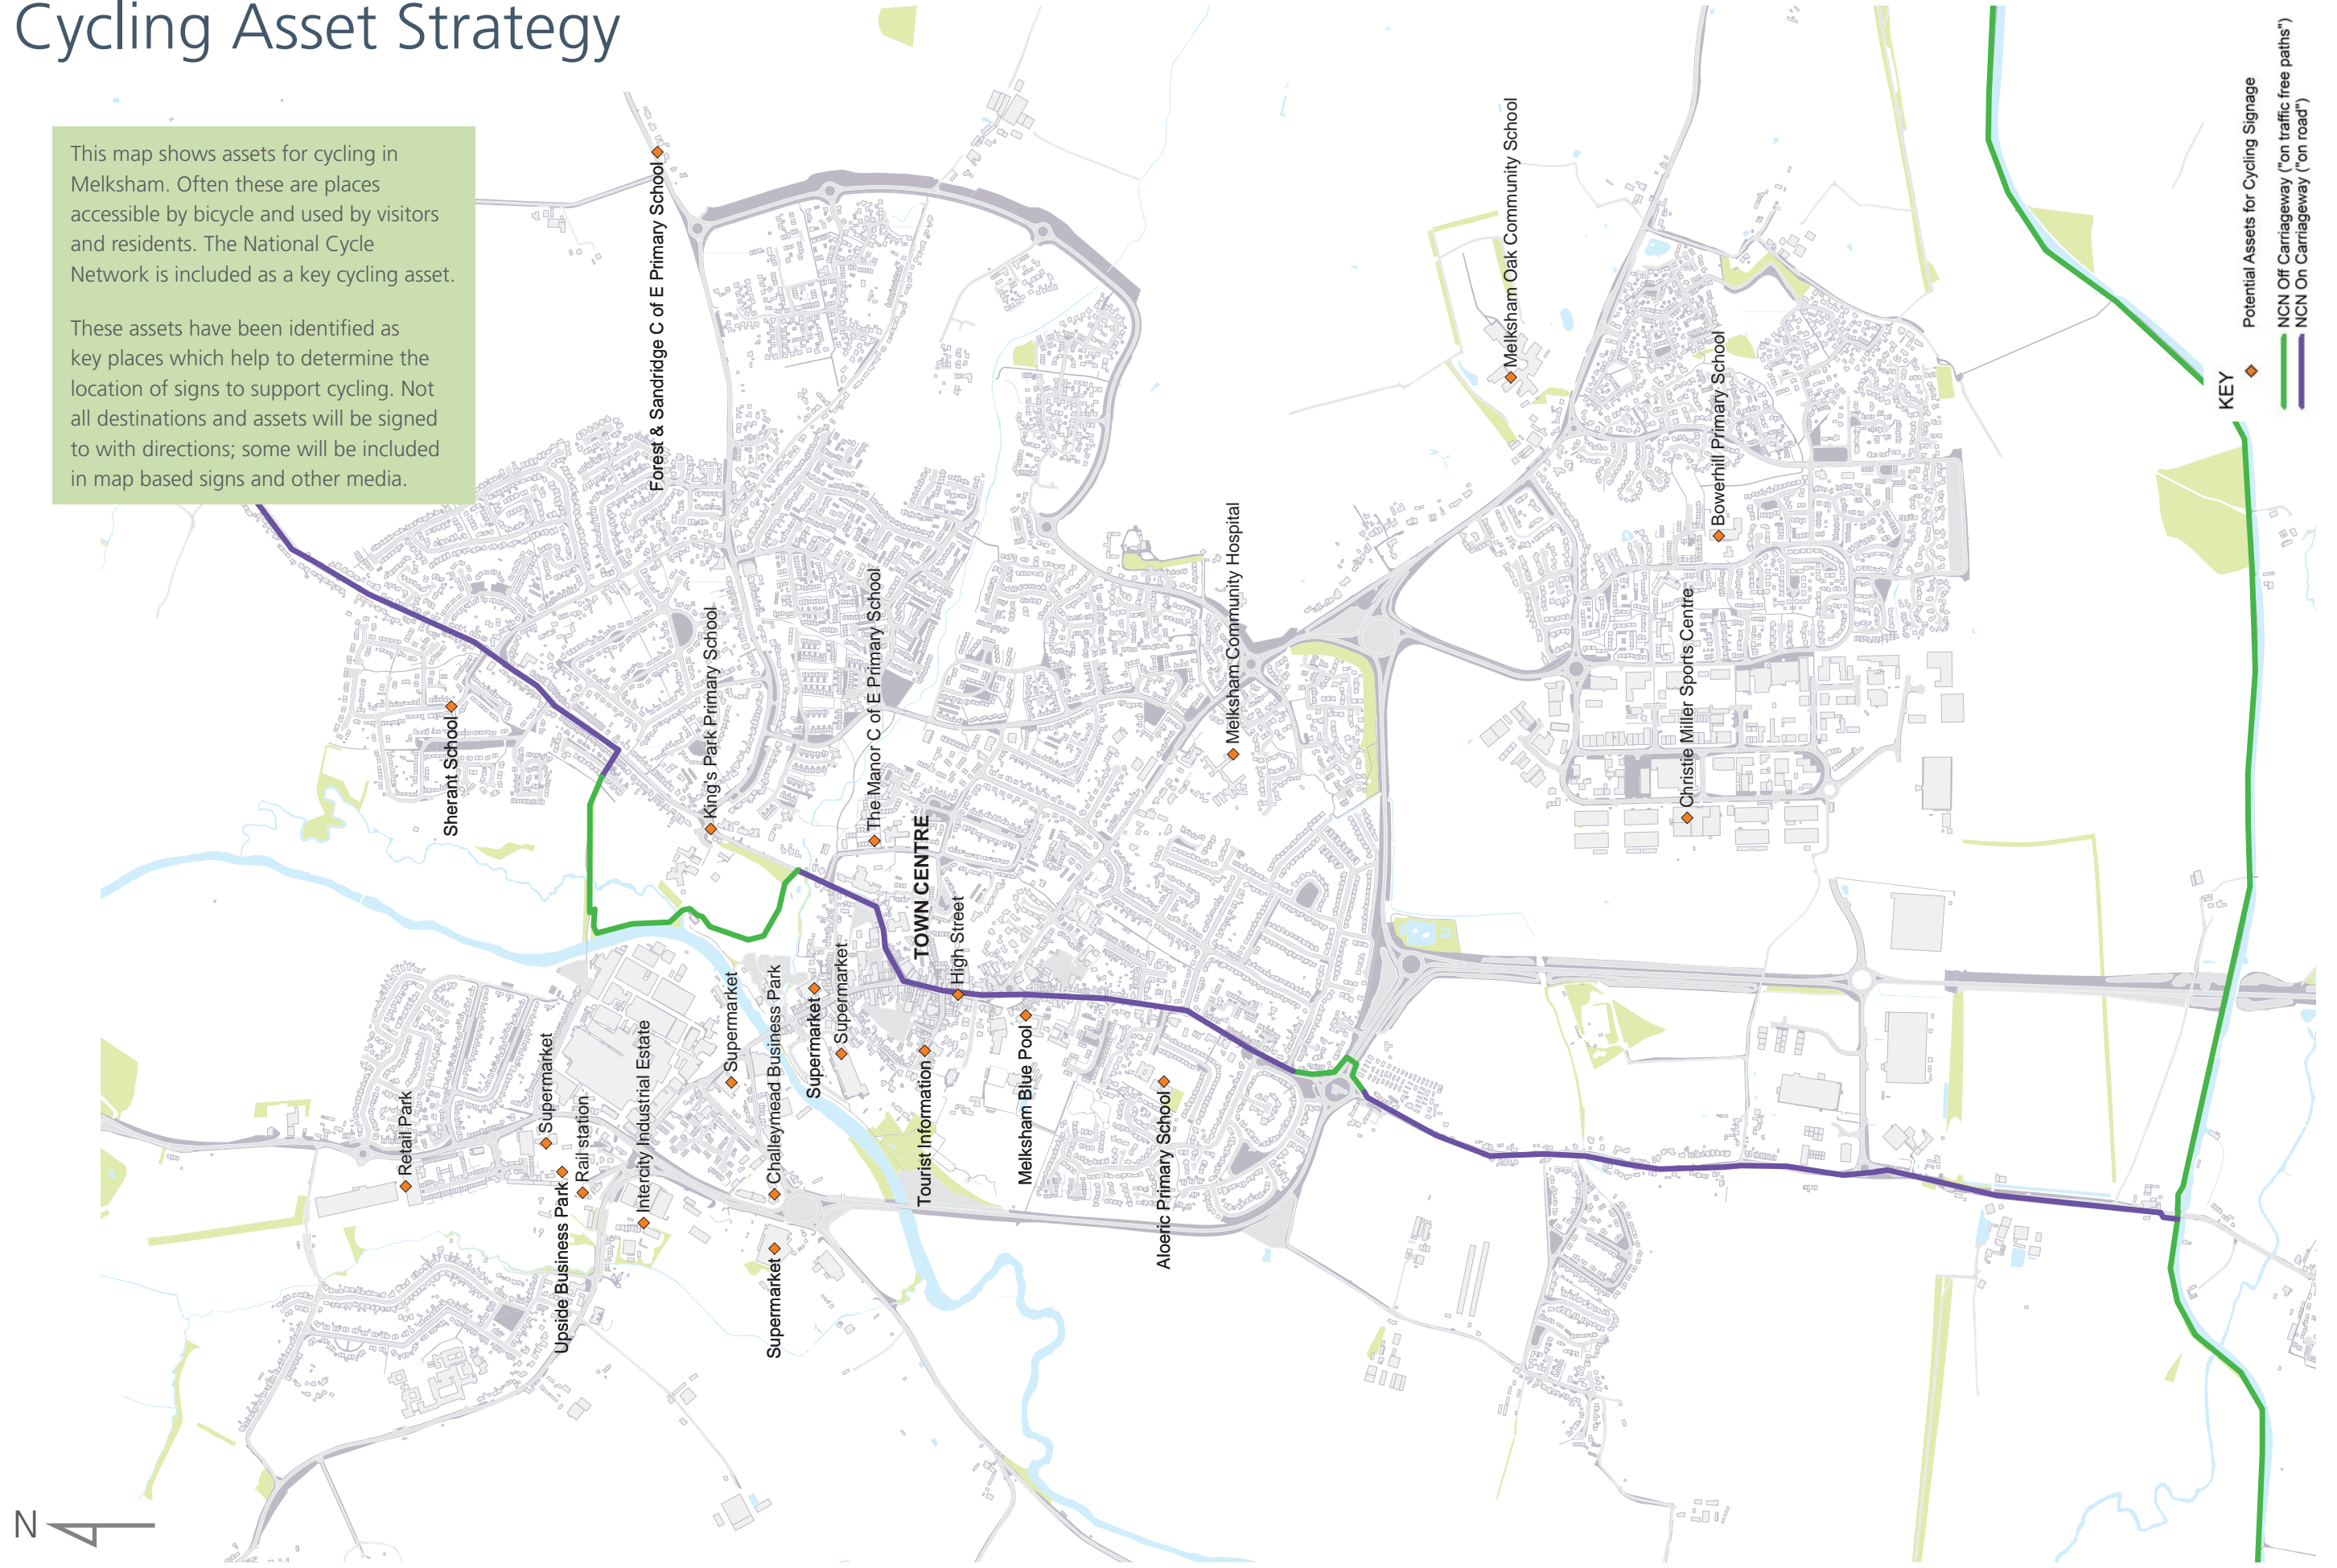 Cycling Asset Strategy
This map shows assets for cycling in
Melksham. Often these are places
accessible by bicycle and used by visitors
and residents. The National Cycle
Network is included as a key cycling asset.
These assets have been identified as
key places which help to determine the
location of signs to support cycling. Not
all destinations and assets will be signed
to with directions; some will be included
in map based signs and other media.
Retail Park
Sherant School
Supermarket
Upside Business Park
Rail station
Intercity Industrial Estate
Forest & Sandridge C of E Primary School
King's Park Primary School
Supermarket
Challeymead Business Park
Supermarket
Supermarket
Supermarket
The Manor C of E Primary School
TOWN CENTRE
Tourist Information
High Street
Melksham Blue Pool
Aloeric Primary School
Melksham Community Hospital
Melksham Oak Community School
Christie Miller Sports Centre
Bowerhill Primary School
KEY
Potential Assets for Cycling Signage
NCN Off Carriageway ("on traffic free paths")
NCN On Carriageway ("on road")
N